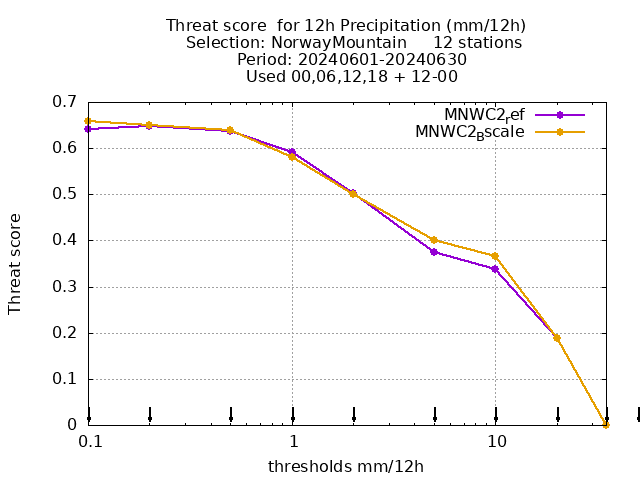 Threat score  for 12h Precipitation (mm/12h)
Selection: NorwayMountain     12 stations
Period: 20240601-20240630
Used 00,06,12,18 + 12-00
MNWC2ref
MNWC2Bscale
0.7
0.6
0.5
0.4
0.3
0.2
0.1
0
Threat score
0.1 1 10
thresholds mm/12h